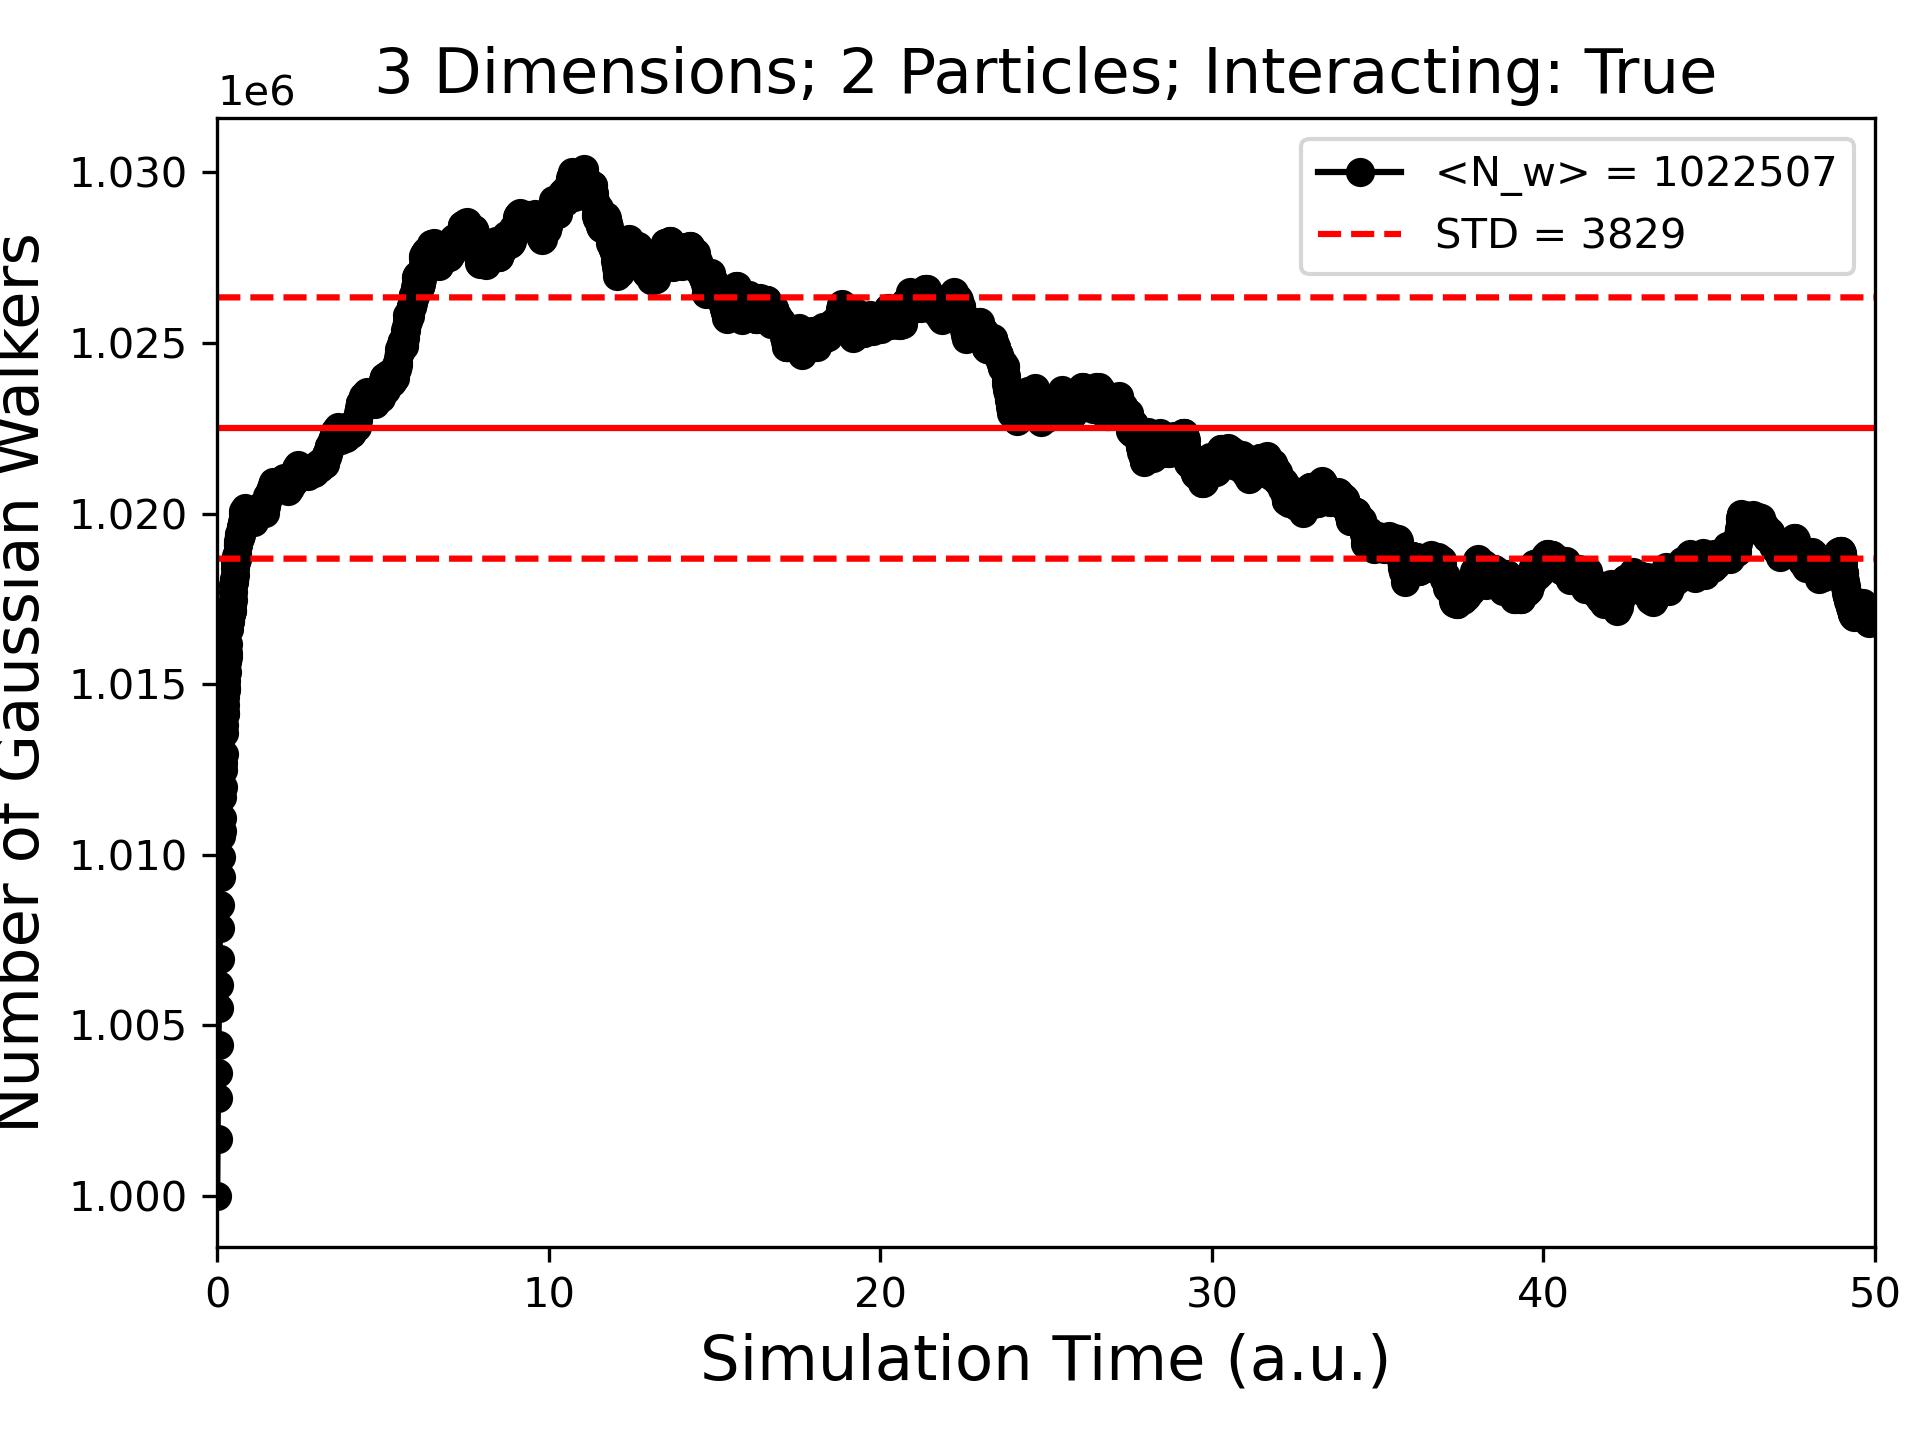 3 Dimensions; 2 Particles; Interacting: True
1e6
<N_w> = 1022507
STD = 3829
Number of Gaussian Walkers
1.030
1.025
1.020
1.015
1.010
1.005
1.000
0 10 20 30 40 50
Simulation Time (a.u.)